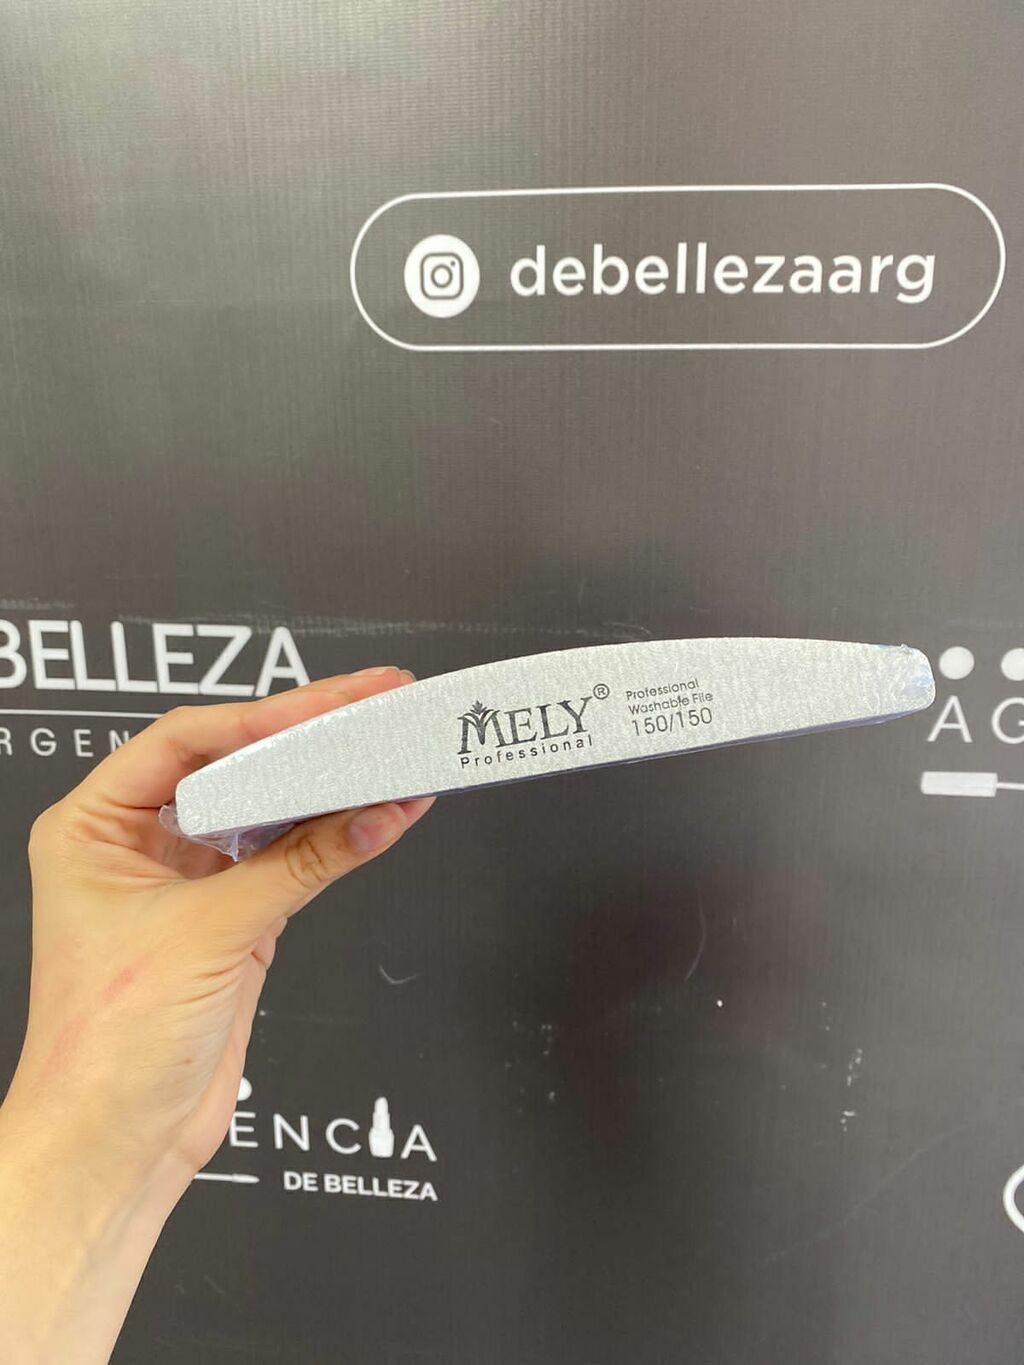 debellezaarg
BELLEZA
RGEN
MELY®
Professional
Professional
Washable File
150/150
AG
ENCIA
DE BELLEZA